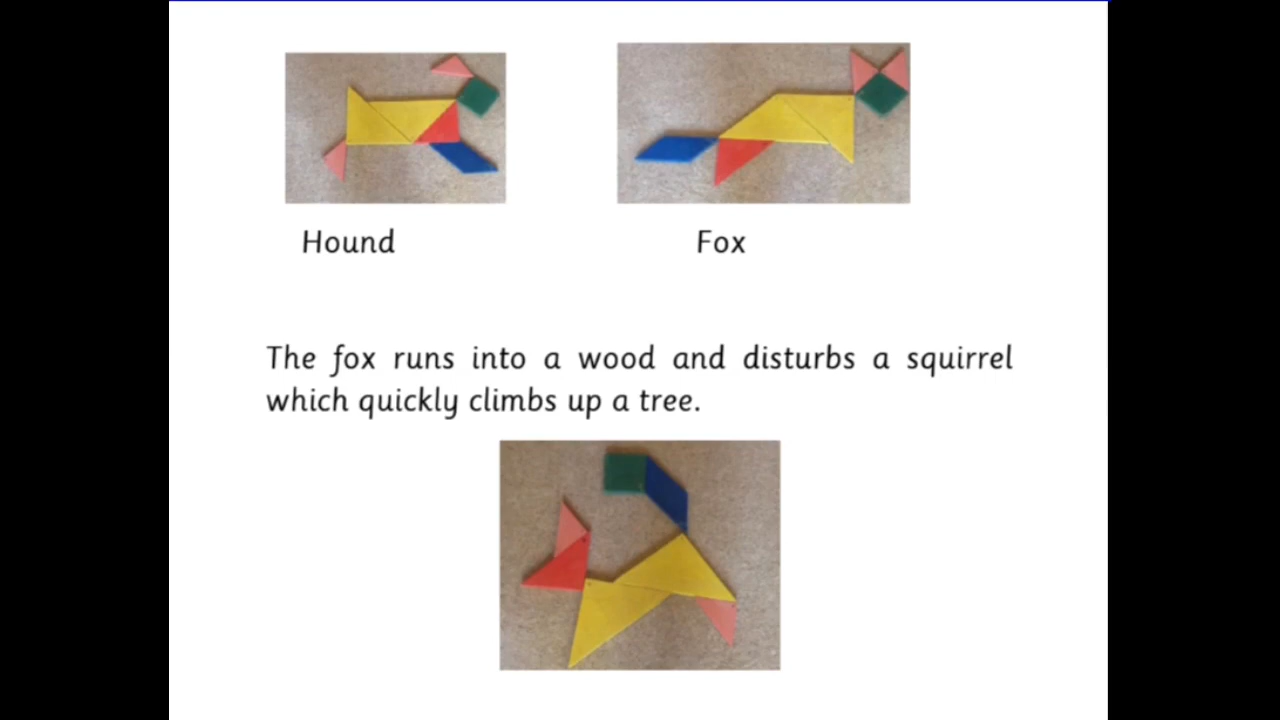 Hound
Fox
The fox runs into a wood and disturbs a squirrel
which quickly climbs up a tree.